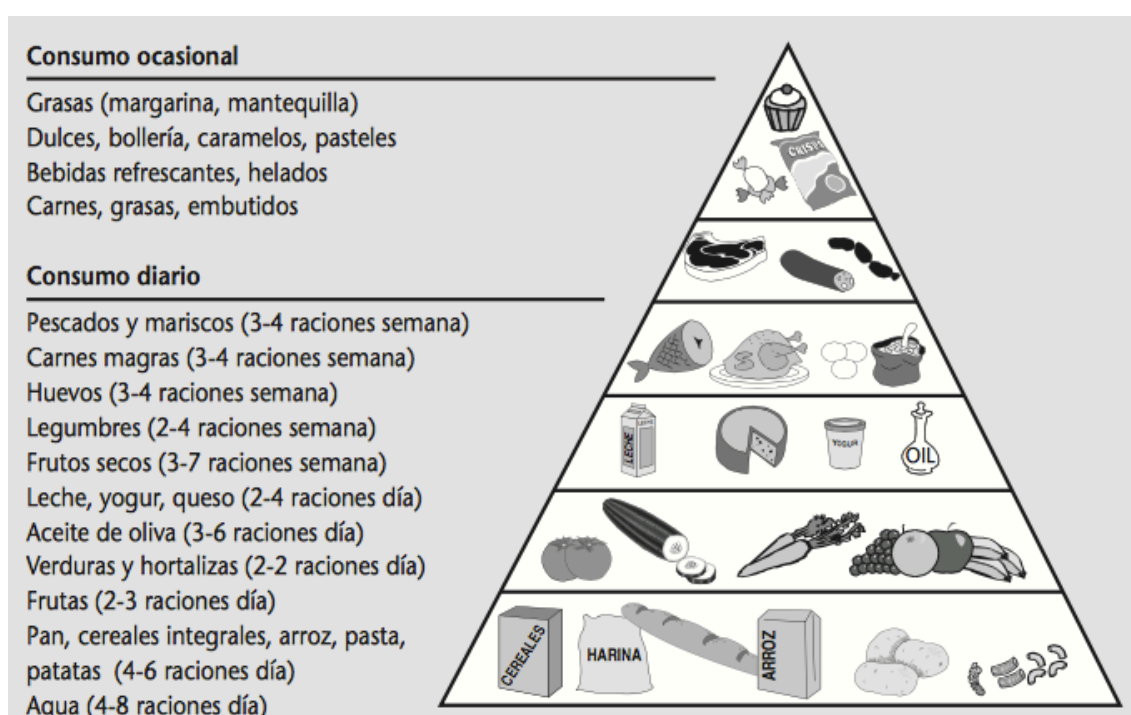 Consumo ocasional
Grasas (margarina, mantequilla)
Dulces, bollería, caramelos, pasteles
Bebidas refrescantes, helados
Carnes, grasas, embutidos
Consumo diario
Pescados y mariscos (3-4 raciones semana)
Carnes magras (3-4 raciones semana)
Huevos (3-4 raciones semana)
Legumbres (2-4 raciones semana)
Frutos secos (3-7 raciones semana)
Leche, yogur, queso (2-4 raciones día)
Aceite de oliva (3-6 raciones día)
Verduras y hortalizas (2-2 raciones día)
Frutas (2-3 raciones día)
Pan, cereales integrales, arroz, pasta,
patatas (4-6 raciones día)
Agua (4-8 raciones día)
CRISPS
LECHE
YOGUR
OIL
CEREALES
HARINA
ARROZ